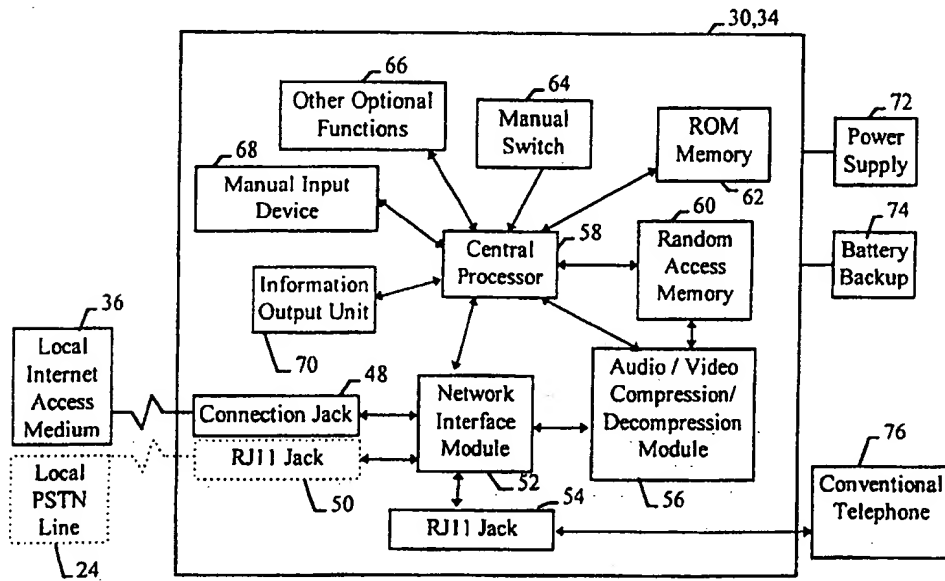 30,34
66
Other Optional
Functions
64
Manual
Switch
ROM
Memory
62
72
Power
Supply
68
Manual Input
Device
60
Random
Access
Memory
74
Battery
Backup
58
Central
Processor
Information
Output Unit
70
36
Local
Internet
Access
Medium
48
Connection Jack
Network
Interface
Module
52
Audio / Video
Compression/
Decompression
Module
56
RJ11 Jack
50
Local
PSTN
Line
24
54
RJ11 Jack
76
Conventional
Telephone